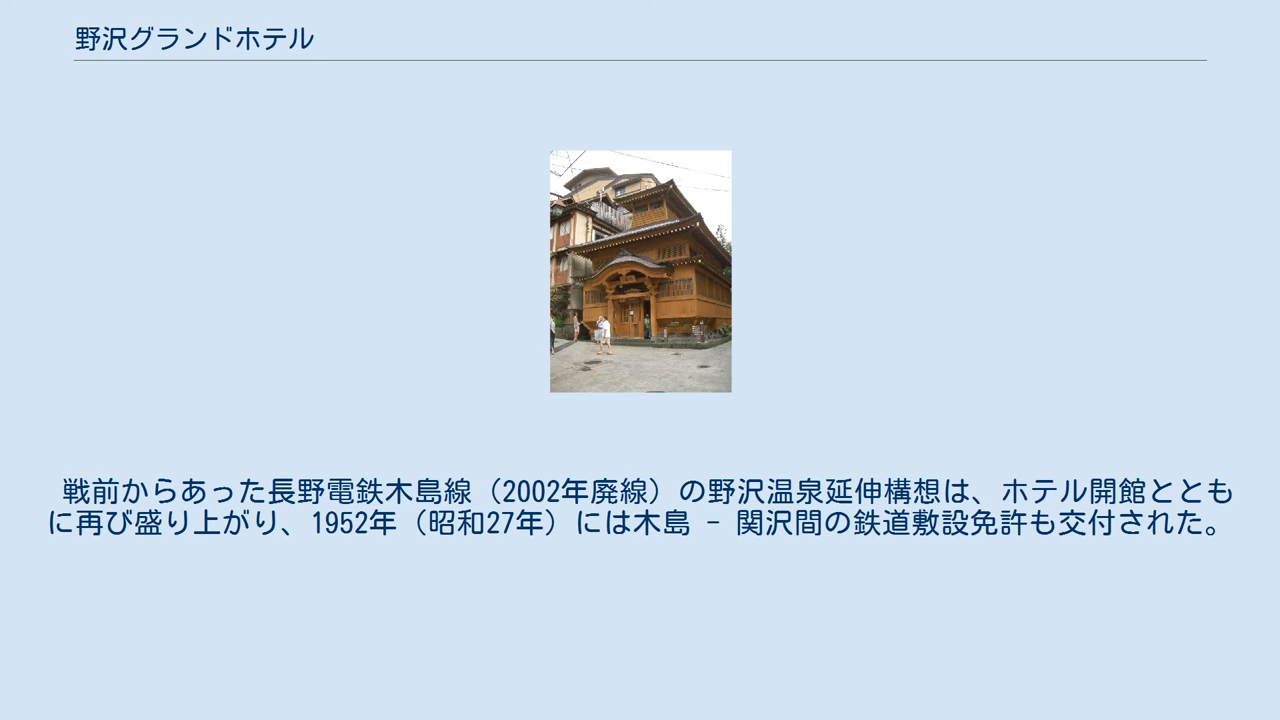 野沢グランドホテル
戦前からあった長野電鉄木島線（2002年廃線）の野沢温泉延伸構想は、ホテル開館ととも
に再び盛り上がり、1952年（昭和27年）には木島 - 関沢間の鉄道敷設免許も交付された。